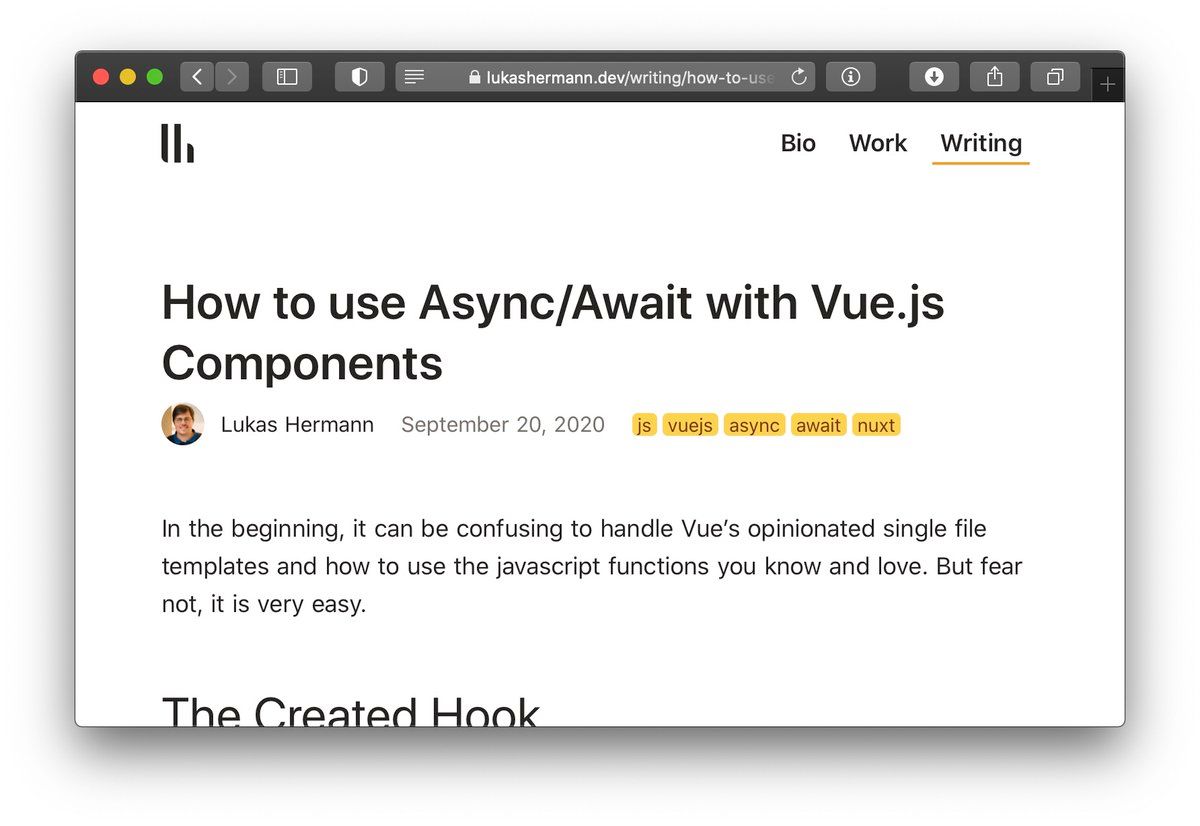 lukashermann.dev/writing/how-to-use
Bio Work Writing
How to use Async/Await with Vue.js
Components
Lukas Hermann September 20, 2020 js vuejs async await nuxt
In the beginning, it can be confusing to handle Vue’s opinionated single file
templates and how to use the javascript functions you know and love. But fear
not, it is very easy.
The Created Hook